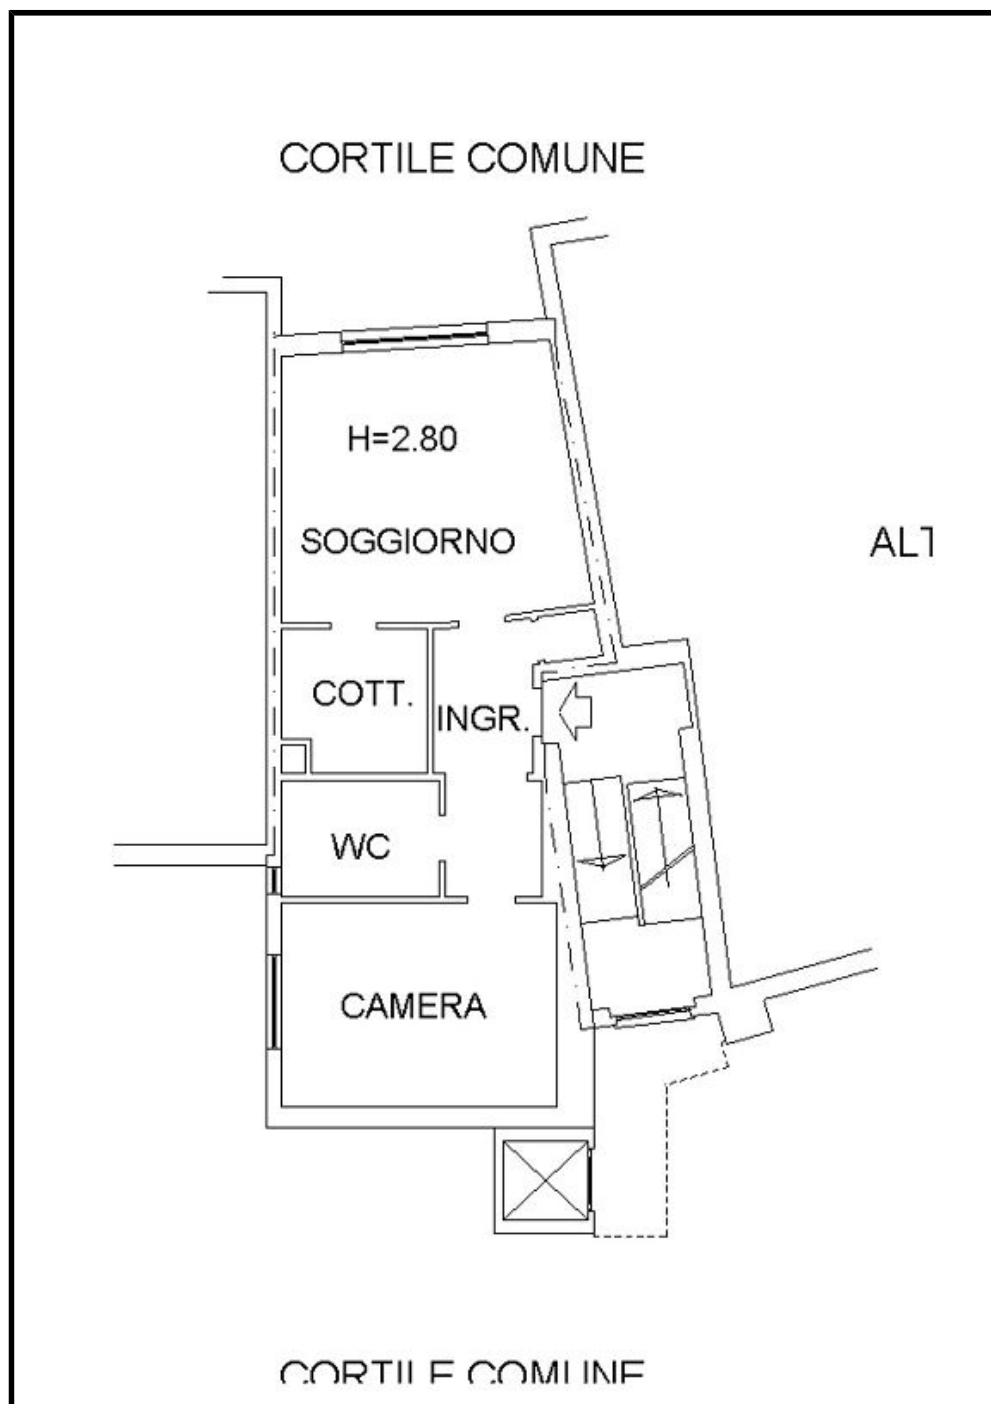 CORTILE COMUNE
H=2.80
SOGGIORNO
COTT.
INGR.
WC
CAMERA
CORTILE COMUNE